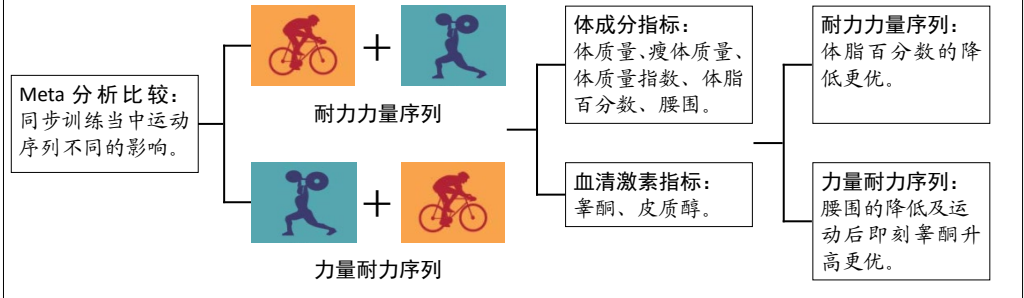 Meta 分析比较：
同步训练当中运动
序列不同的影响。
+
耐力力量序列
+
力量耐力序列
体成分指标：
体质量、瘦体质量、
体质量指数、体脂
百分数、腰围。
血清激素指标：
睾酮、皮质醇。
耐力力量序列：
体脂百分数的降
低更优。
力量耐力序列：
腰围的降低及运
动后即刻睾酮升
高更优。